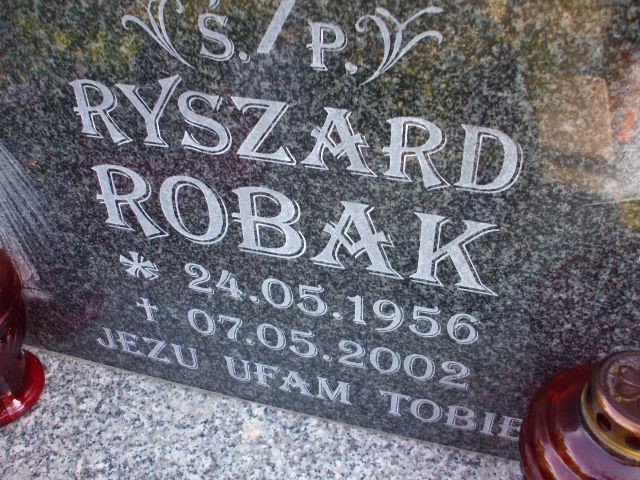 Ś. P.
RYSZARD
ROBAK
* 24.05.1956
+ 07.05.2002
JEZU UFAM TOBIE